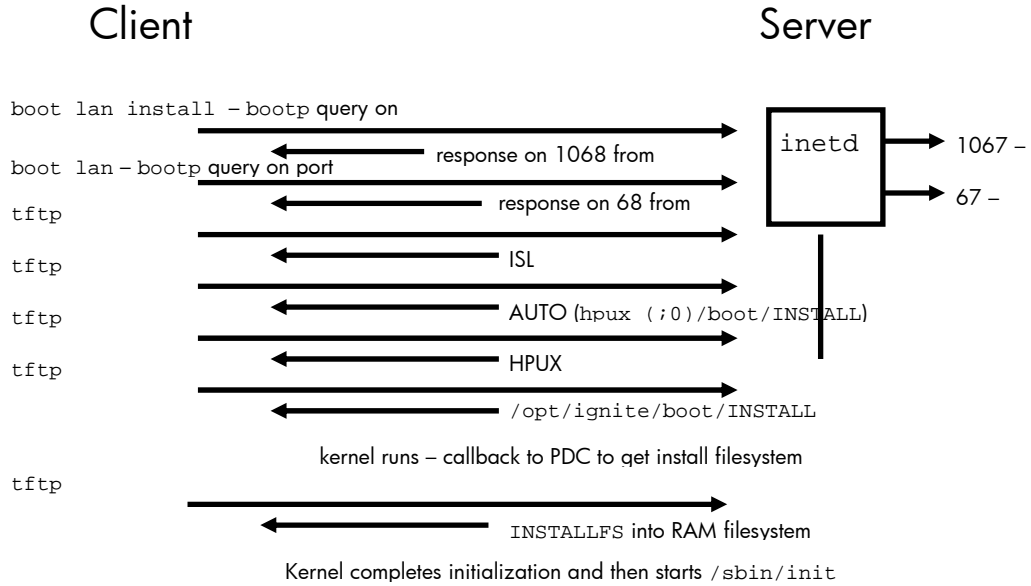 Client
Server
boot lan install – bootp query on
inetd
1067 –
response on 1068 from
boot lan – bootp query on port
67 –
response on 68 from
tftp
ISL
tftp
AUTO (hpux (;0)/boot/INSTALL)
tftp
HPUX
tftp
/opt/ignite/boot/INSTALL
kernel runs – callback to PDC to get install filesystem
tftp
INSTALLFS into RAM filesystem
Kernel completes initialization and then starts /sbin/init